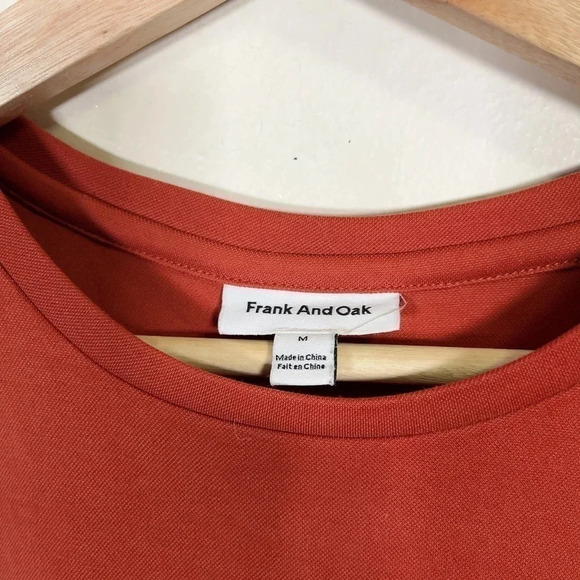 Frank And Oak
M
Made in China
Fait en Chine